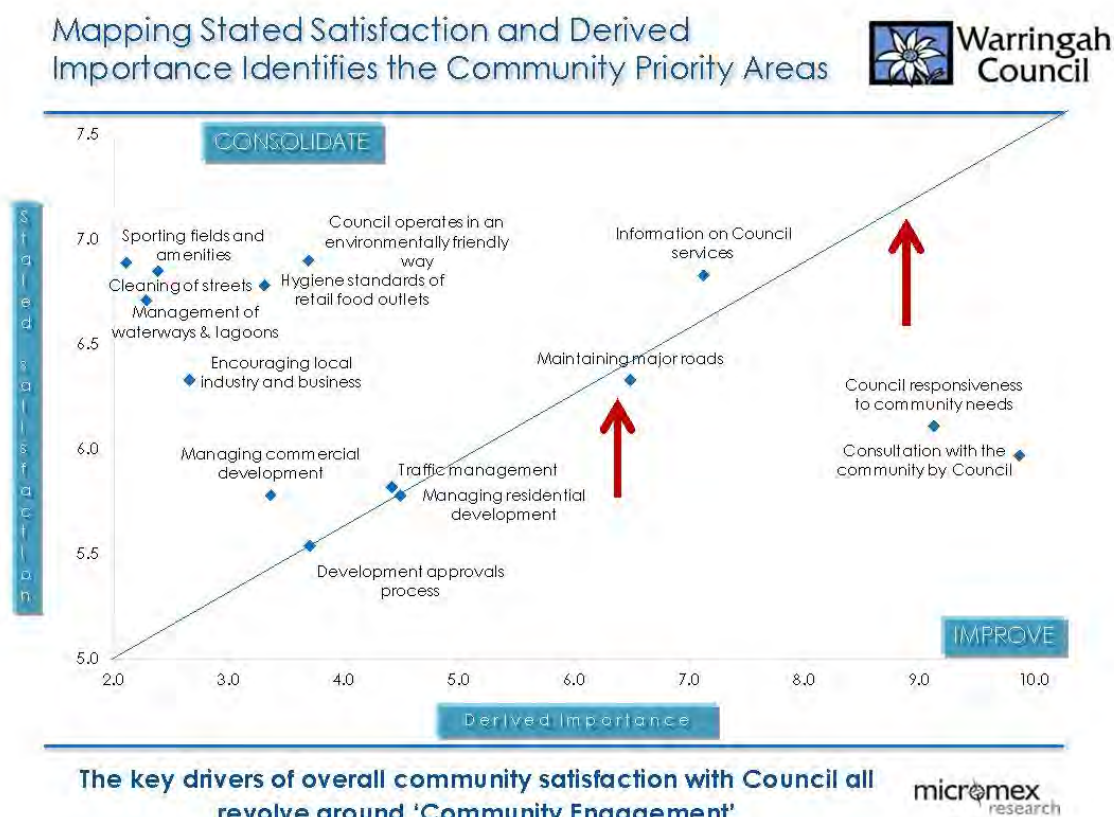 Mapping Stated Satisfaction and Derived
Importance Identifies the Community Priority Areas
Warringah
Council
CONSOLIDATE
7.5
7.0
6.5
6.0
5.5
5.0
Stated satisfaction
Sporting fields and
amenities
Cleaning of streets
Management of
waterways & lagoons
Council operates in an
environmentally friendly
way
Hygiene standards of
retail food outlets
Encouraging local
industry and business
Information on Council
services
Maintaining major roads
Council responsiveness
to community needs
Consultation with the
community by Council
Managing commercial
development
Traffic management
Managing residential
development
Development approvals
process
IMPROVE
2.0 3.0 4.0 5.0 6.0 7.0 8.0 9.0 10.0
Derived Importance
The key drivers of overall community satisfaction with Council all
revolve around 'Community Engagement'
micromex
research